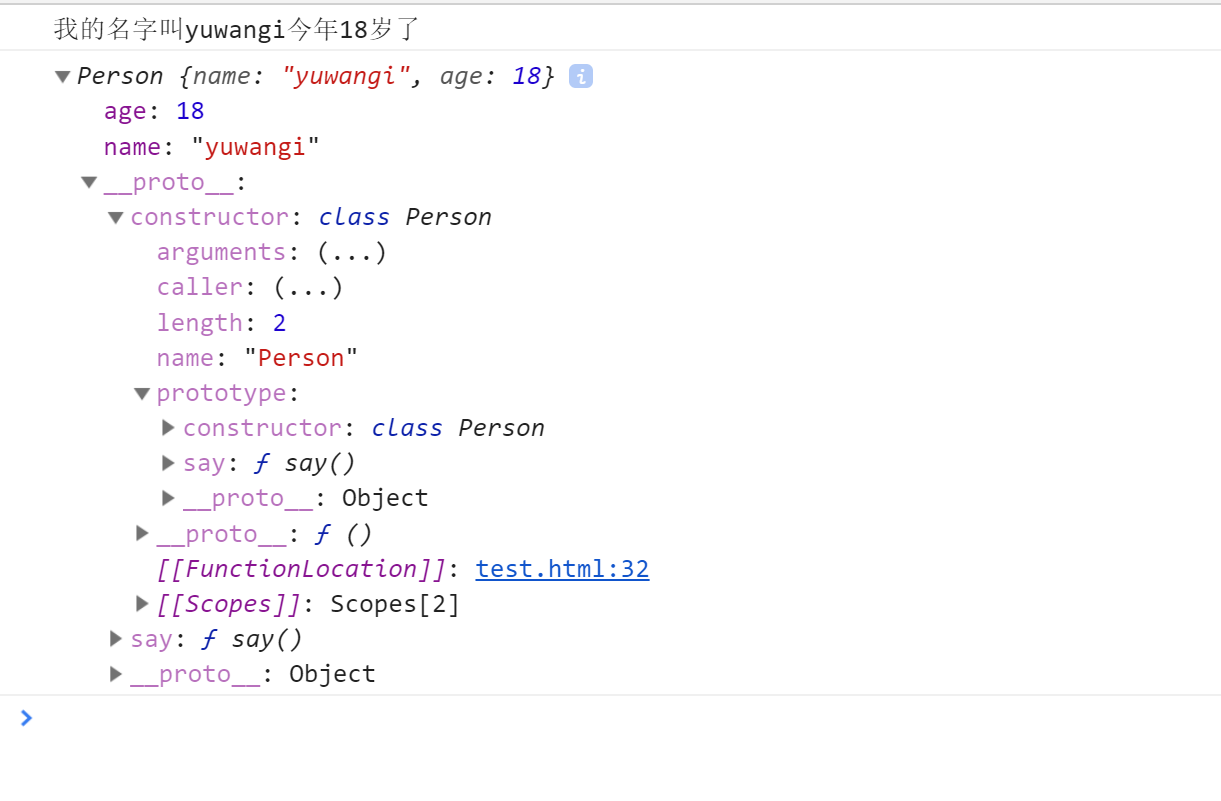 我的名字叫yuwangi今年18岁了
Person {name: "yuwangi", age: 18} i
age: 18
name: "yuwangi"
__proto__:
constructor: class Person
arguments: (...)
caller: (...)
length: 2
name: "Person"
prototype:
constructor: class Person
say: ƒ say()
__proto__: Object
__proto__: ƒ ()
[[FunctionLocation]]: test.html:32
[[Scopes]]: Scopes[2]
say: ƒ say()
__proto__: Object